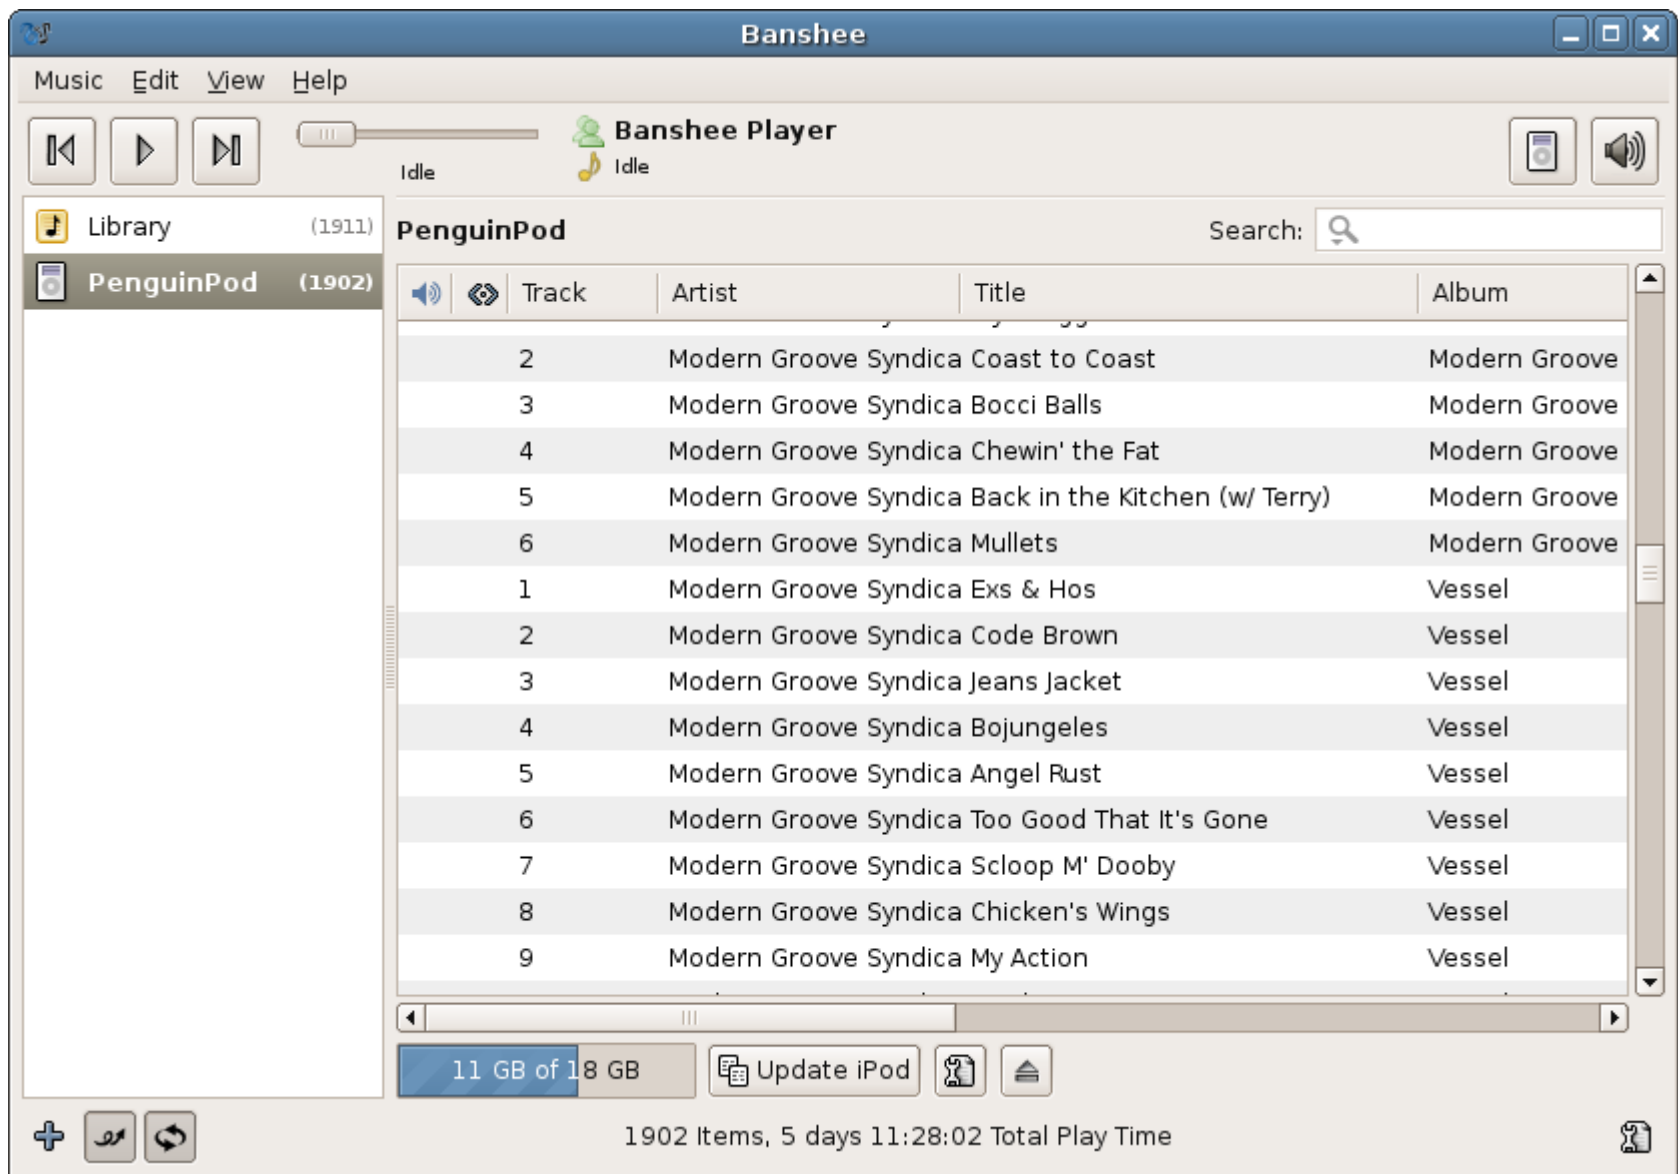 Banshee
Music Edit View Help
Banshee Player
Idle
Idle
Library (1911)
PenguinPod (1902)
PenguinPod
Search:
Track Artist Title Album
2 Modern Groove Syndica Coast to Coast Modern Groove
3 Modern Groove Syndica Bocci Balls Modern Groove
4 Modern Groove Syndica Chewin' the Fat Modern Groove
5 Modern Groove Syndica Back in the Kitchen (w/ Terry) Modern Groove
6 Modern Groove Syndica Mullets Modern Groove
1 Modern Groove Syndica Exs & Hos Vessel
2 Modern Groove Syndica Code Brown Vessel
3 Modern Groove Syndica Jeans Jacket Vessel
4 Modern Groove Syndica Bojungeles Vessel
5 Modern Groove Syndica Angel Rust Vessel
6 Modern Groove Syndica Too Good That It's Gone Vessel
7 Modern Groove Syndica Scloop M' Dooby Vessel
8 Modern Groove Syndica Chicken's Wings Vessel
9 Modern Groove Syndica My Action Vessel
11 GB of 18 GB
Update iPod
1902 Items, 5 days 11:28:02 Total Play Time